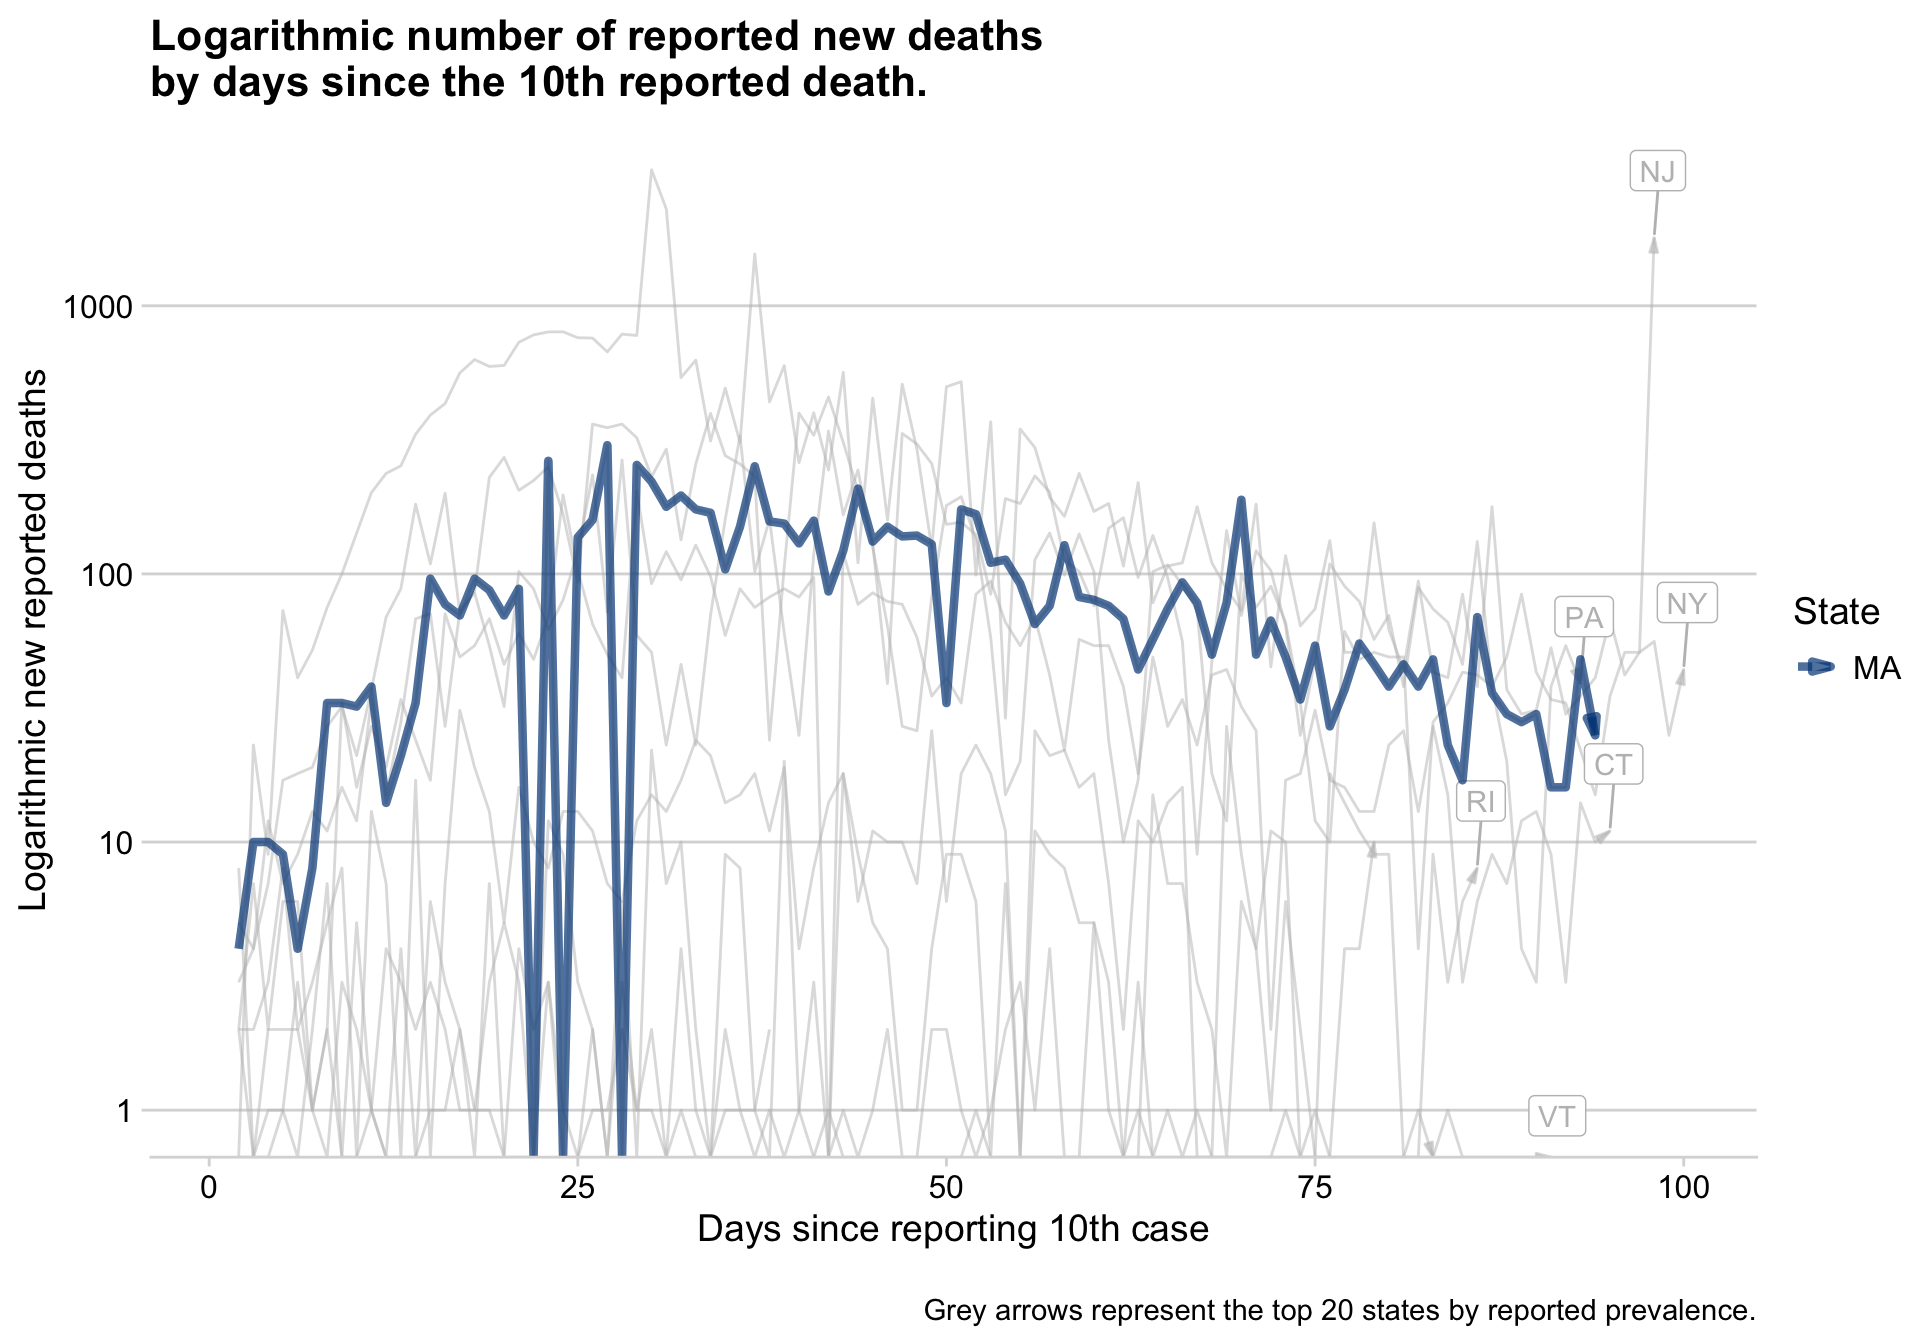 Logarithmic number of reported new deaths
by days since the 10th reported death.
Logarithmic new reported deaths
1000
100
10
1
NJ
NY
PA
CT
RI
VT
State
MA
0
25
50
75
100
Days since reporting 10th case
Grey arrows represent the top 20 states by reported prevalence.